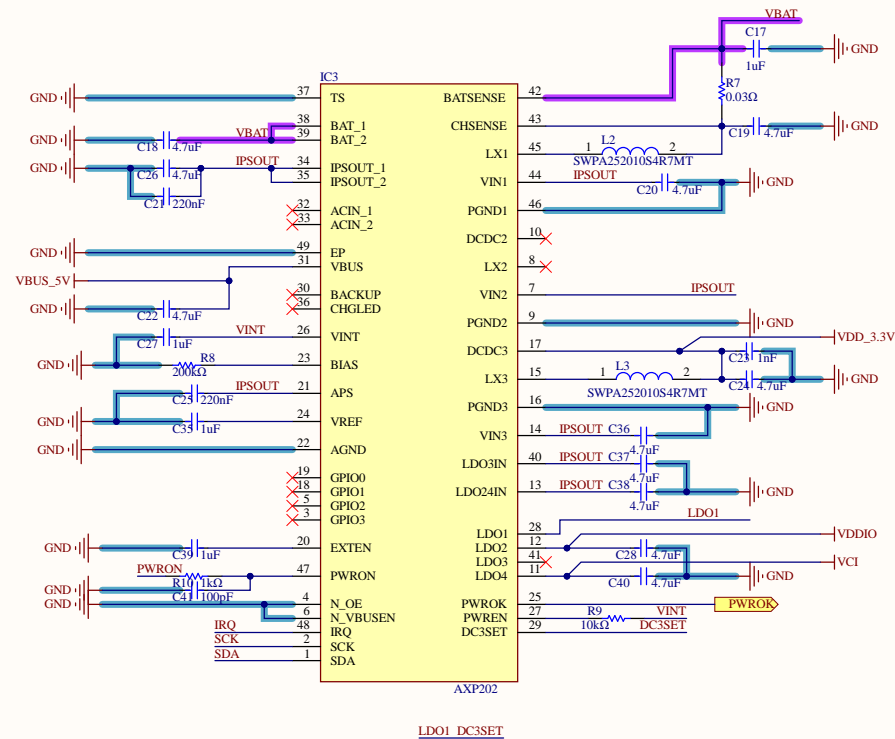 VBAT
C17
GND
1uF
IC3
R7
0.03Ω
GND 37 TS BATSENSE 42
38 BAT_1 CHSENSE 43 C19 4.7uF GND
VBAT
GND C18 4.7uF 39 BAT_2
L2
GND C26 4.7uF IPSOUT 34 IPSOUT_1 LX1 45 1 2
SWPA252010S4R7MT
35 IPSOUT_2 VIN1 44 IPSOUT C20 4.7uF GND
C21 220nF
32 ACIN_1 PGND1 46
33 ACIN_2
DCDC2 10
GND 49 EP
31 VBUS LX2 8
VBUS_5V
30 BACKUP VIN2 7 IPSOUT
GND C22 4.7uF 36 CHGLED
PGND2 9 GND
C27 1uF VINT 26 VINT DCDC3 17 VDD_3.3V
C23 1nF
GND R8 200kΩ 23 BIAS LX3 15 L3 1 2
C24 4.7uF GND
SWPA252010S4R7MT
C25 220nF IPSOUT 21 APS PGND3 16 GND
GND C35 1uF 24 VREF VIN3 14 IPSOUT C36 4.7uF
GND 22 AGND LDO3IN 40 IPSOUT C37 4.7uF
19 GPIO0
18 GPIO1 LDO24IN 13 IPSOUT C38 4.7uF GND
5 GPIO2
3 GPIO3 LDO1
LDO1 28
GND C39 1uF 20 EXTEN LDO2 12 C28 4.7uF VDDIO
LDO3 41
PWRON R10 1kΩ 47 PWRON LDO4 11 C40 4.7uF GND VCI
GND C41 100pF
GND 4 N_OE PWROK 25 PWROK
6 N_VBUSEN PWREN 27 R9 10kΩ VINT
IRQ 48 IRQ DC3SET 29 DC3SET
SCK 2 SCK
SDA 1 SDA
AXP202
LDO1 DC3SET